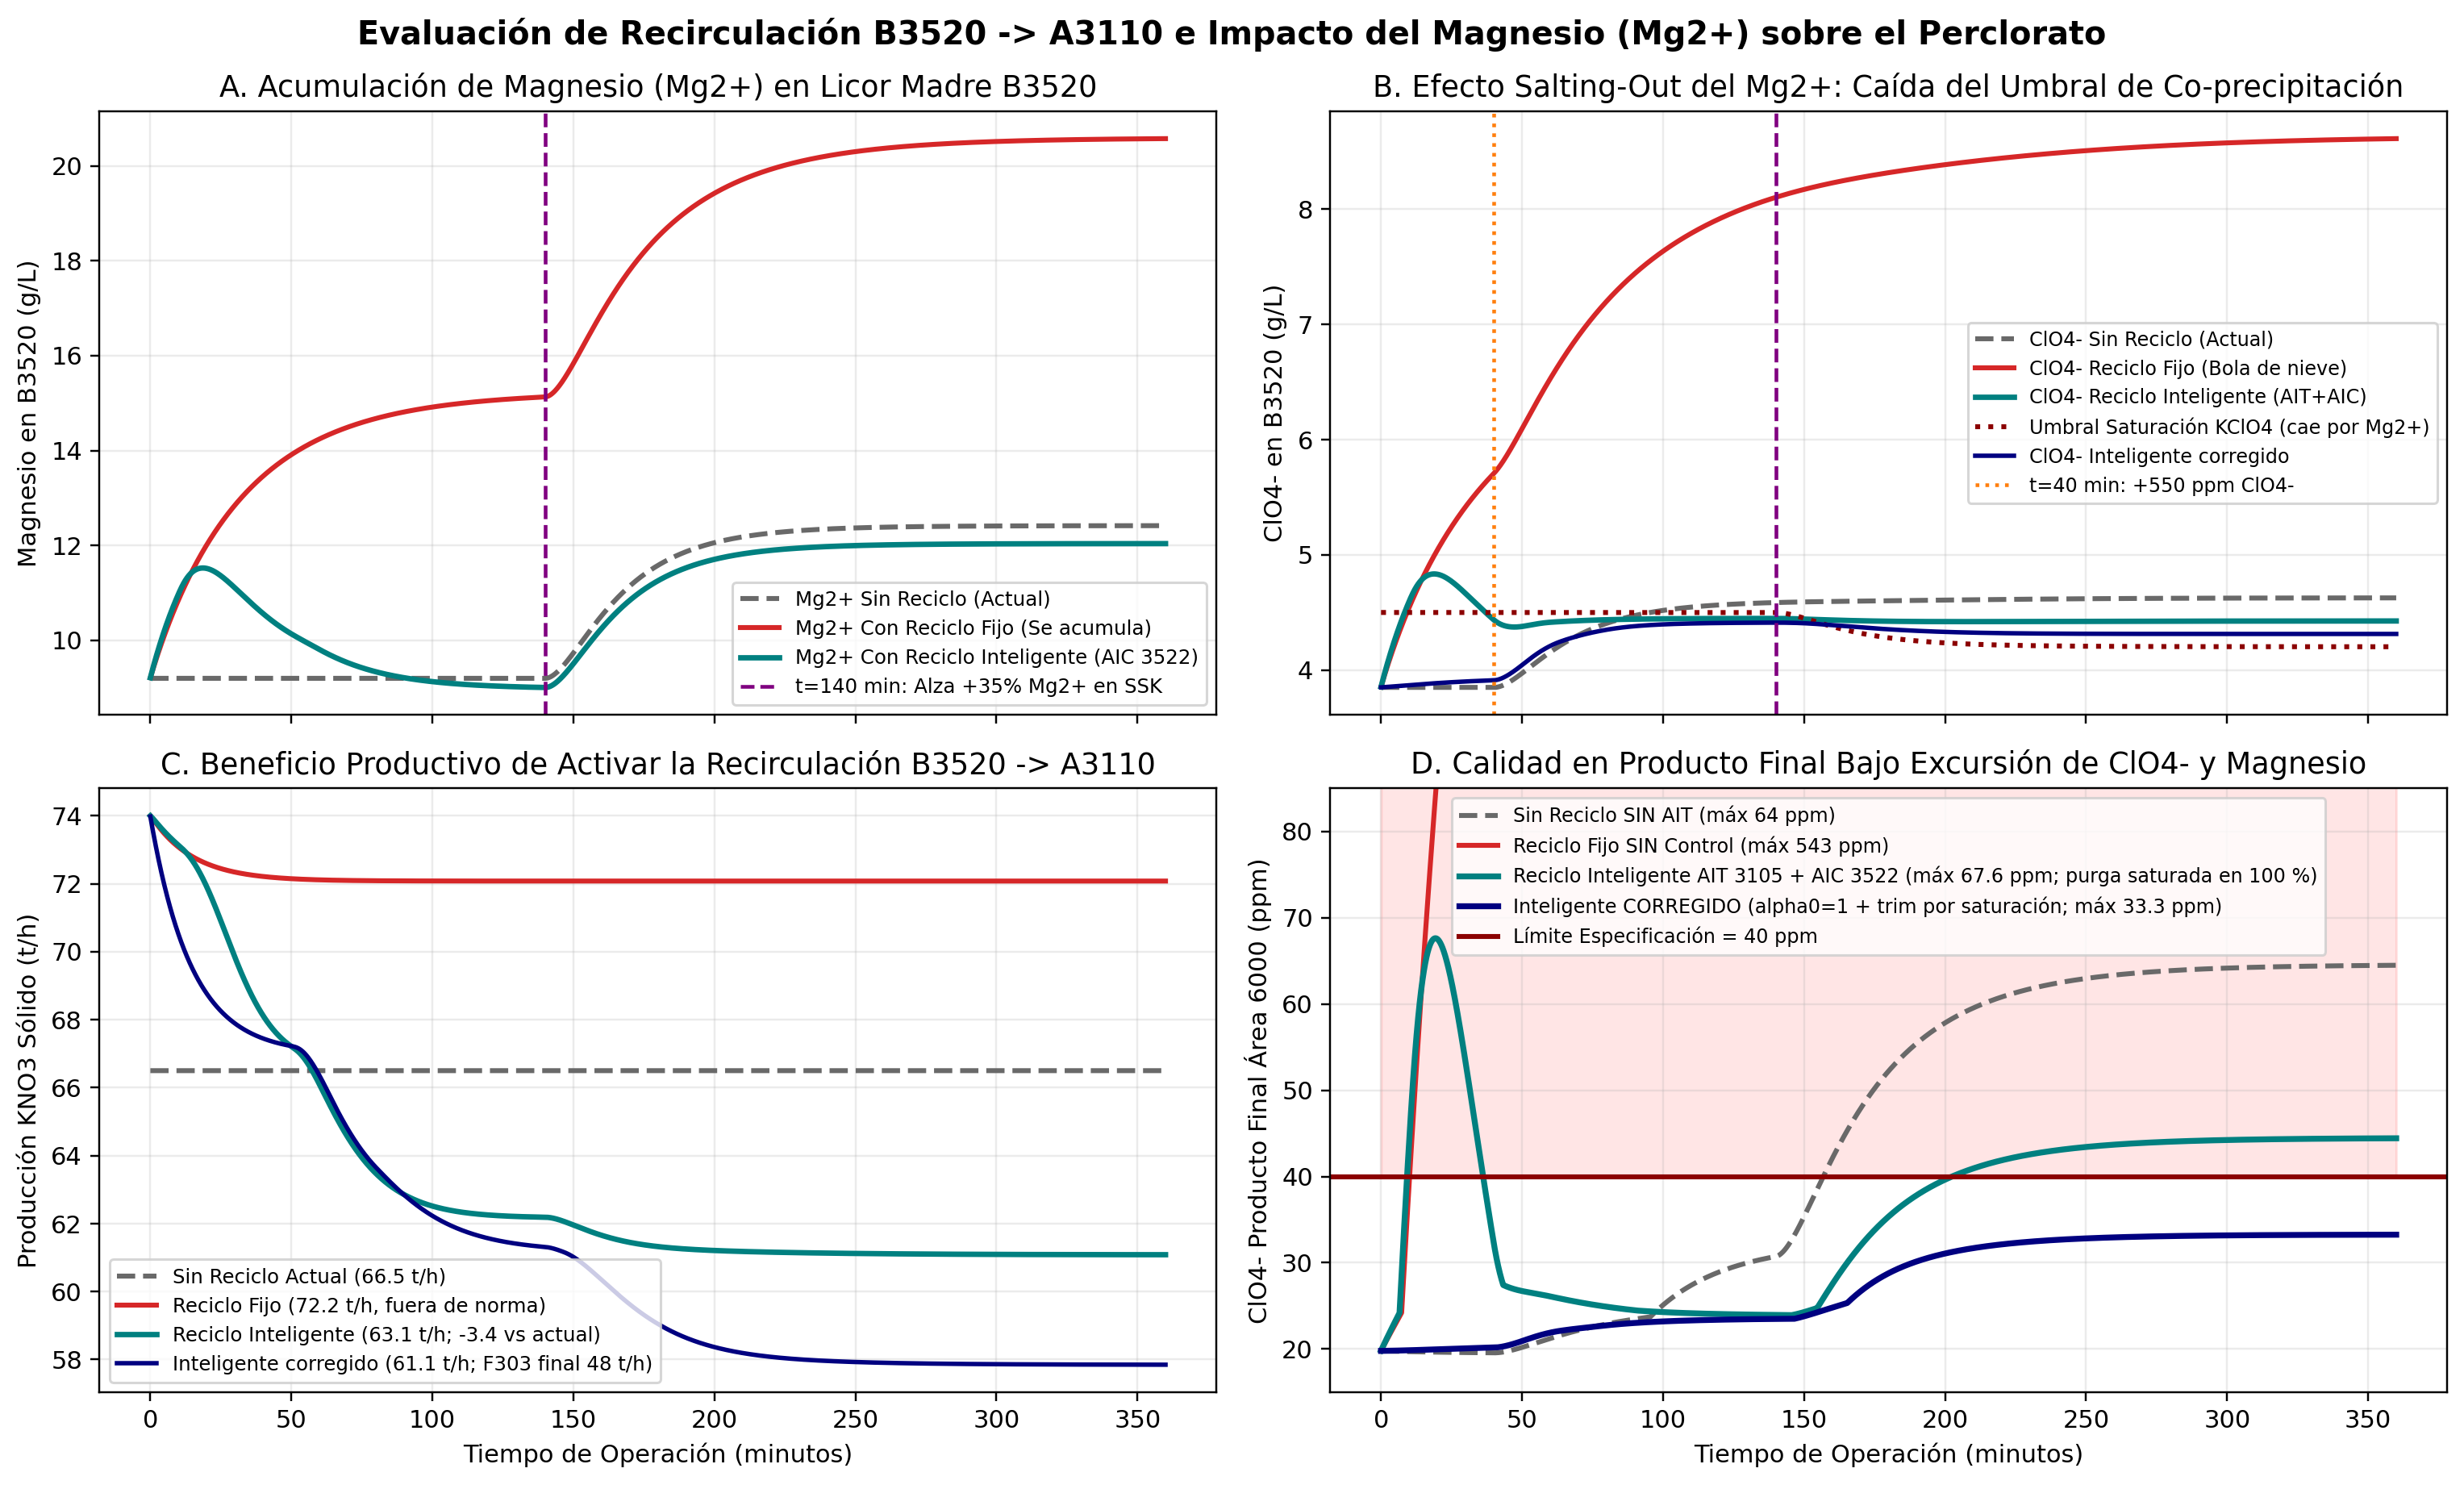 Evaluación de Recirculación B3520 -> A3110 e Impacto del Magnesio (Mg2+) sobre el Perclorato
A. Acumulación de Magnesio (Mg2+) en Licor Madre B3520
Magnesio en B3520 (g/L)
20
18
16
14
12
10
Mg2+ Sin Reciclo (Actual)
Mg2+ Con Reciclo Fijo (Se acumula)
Mg2+ Con Reciclo Inteligente (AIC 3522)
t=140 min: Alza +35% Mg2+ en SSK
B. Efecto Salting-Out del Mg2+: Caída del Umbral de Co-precipitación
ClO4- en B3520 (g/L)
8
7
6
5
4
ClO4- Sin Reciclo (Actual)
ClO4- Reciclo Fijo (Bola de nieve)
ClO4- Reciclo Inteligente (AIT+AIC)
Umbral Saturación KClO4 (cae por Mg2+)
ClO4- Inteligente corregido
t=40 min: +550 ppm ClO4-
C. Beneficio Productivo de Activar la Recirculación B3520 -> A3110
Producción KNO3 Sólido (t/h)
74
72
70
68
66
64
62
60
58
Sin Reciclo Actual (66.5 t/h)
Reciclo Fijo (72.2 t/h, fuera de norma)
Reciclo Inteligente (63.1 t/h; -3.4 vs actual)
Inteligente corregido (61.1 t/h; F303 final 48 t/h)
0 50 100 150 200 250 300 350
Tiempo de Operación (minutos)
D. Calidad en Producto Final Bajo Excursión de ClO4- y Magnesio
ClO4- Producto Final Área 6000 (ppm)
80
70
60
50
40
30
20
Sin Reciclo SIN AIT (máx 64 ppm)
Reciclo Fijo SIN Control (máx 543 ppm)
Reciclo Inteligente AIT 3105 + AIC 3522 (máx 67.6 ppm; purga saturada en 100 %)
Inteligente CORREGIDO (alpha0=1 + trim por saturación; máx 33.3 ppm)
Límite Especificación = 40 ppm
0 50 100 150 200 250 300 350
Tiempo de Operación (minutos)